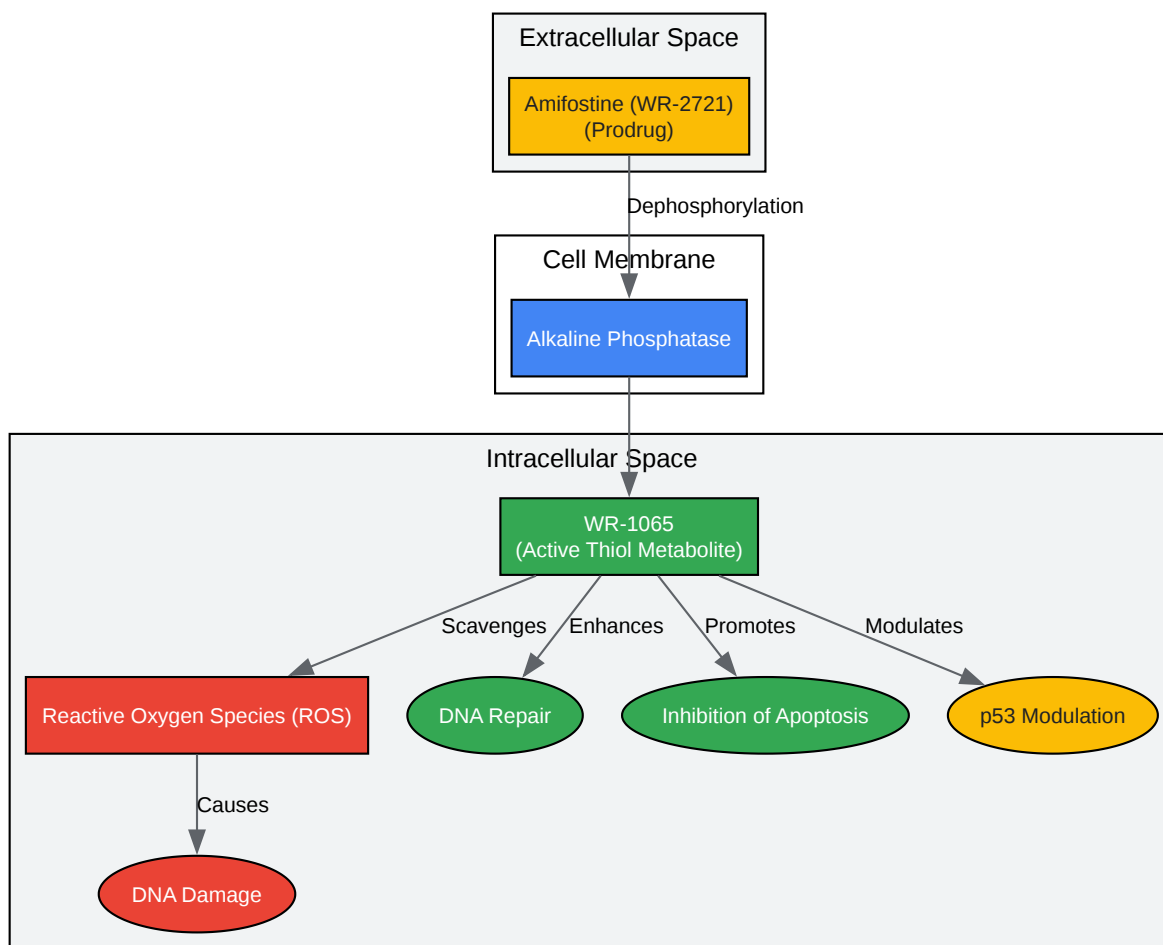 Extracellular Space
Amifostine (WR-2721)
(Prodrug)
Dephosphorylation
Cell Membrane
Alkaline Phosphatase
Intracellular Space
WR-1065
(Active Thiol Metabolite)
Scavenges
Enhances
Promotes
Modulates
Reactive Oxygen Species (ROS)
DNA Repair
Inhibition of Apoptosis
p53 Modulation
Causes
DNA Damage